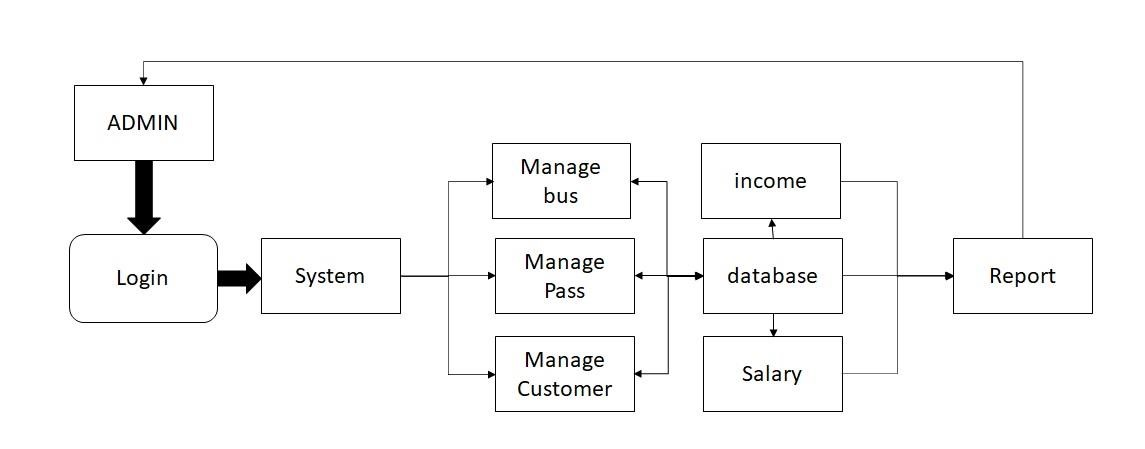 ADMIN
Login
System
Manage
bus
Manage
Pass
Manage
Customer
income
database
Salary
Report